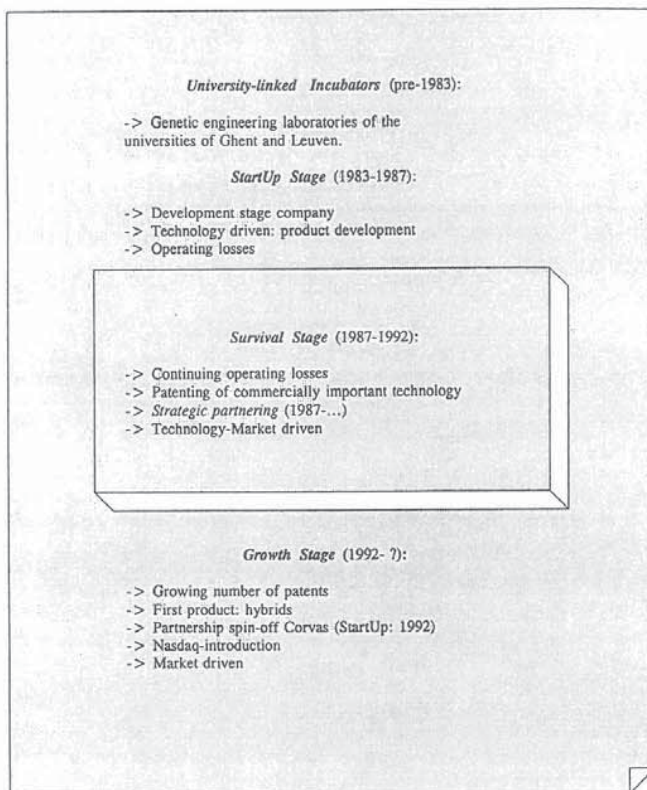 University-linked Incubators (pre-1983):
-> Genetic engineering laboratories of the
universities of Ghent and Leuven.
StartUp Stage (1983-1987):
-> Development stage company
-> Technology driven: product development
-> Operating losses
Survival Stage (1987-1992):
-> Continuing operating losses
-> Patenting of commercially important technology
-> Strategic partnering (1987-...)
-> Technology-Market driven
Growth Stage (1992- ?):
-> Growing number of patents
-> First product: hybrids
-> Partnership spin-off Corvas (StartUp: 1992)
-> Nasdaq-introduction
-> Market driven